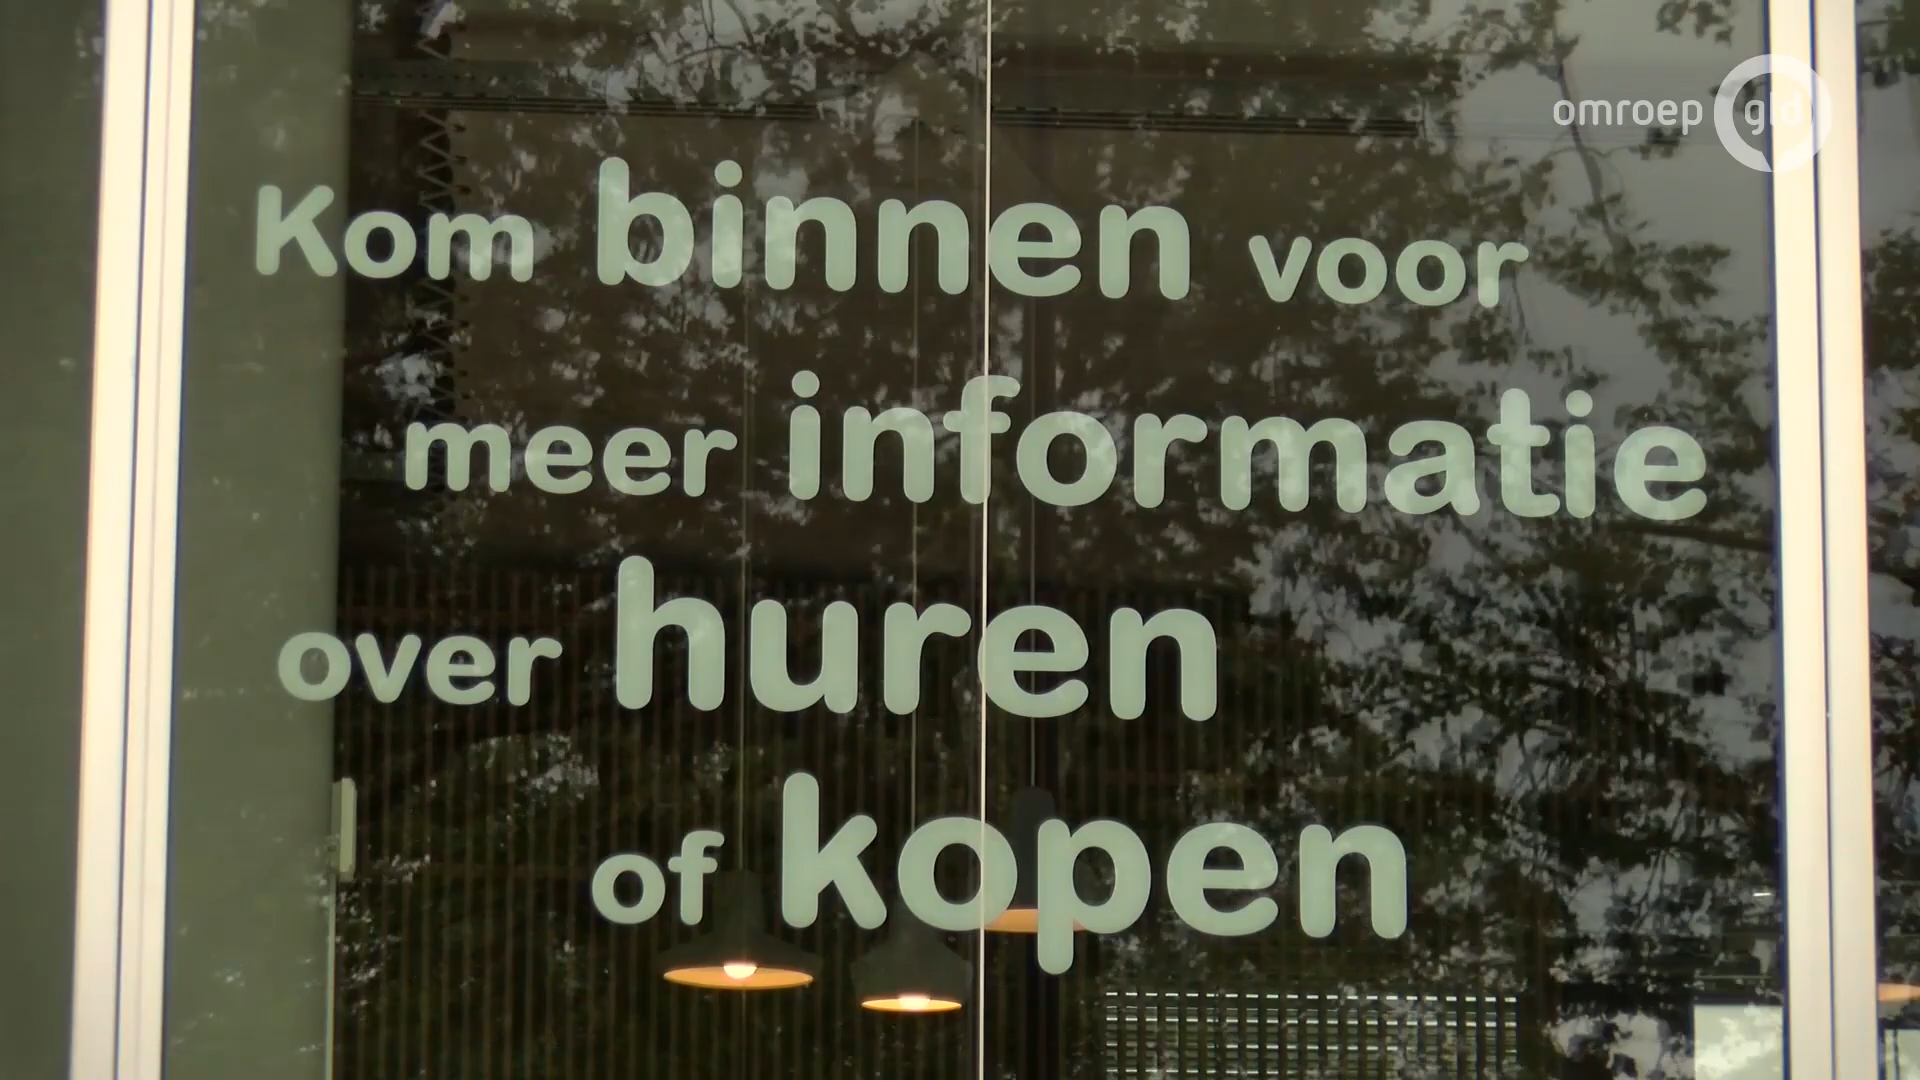 omroep gld
Kom binnen voor
meer informatie
over huren
of kopen